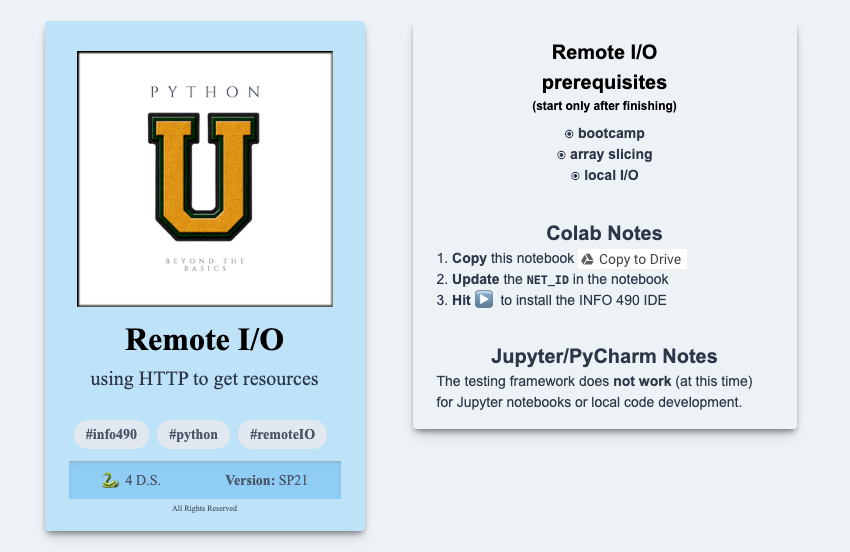 PYTHON
U
BEYOND THE
BASICS
Remote I/O
using HTTP to get resources
#info490 #python #remoteIO
4 D.S. Version: SP21
All Rights Reserved
Remote I/O
prerequisites
(start only after finishing)
bootcamp
array slicing
local I/O
Colab Notes
1. Copy this notebook Copy to Drive
2. Update the NET_ID in the notebook
3. Hit ▶ to install the INFO 490 IDE
Jupyter/PyCharm Notes
The testing framework does not work (at this time)
for Jupyter notebooks or local code development.